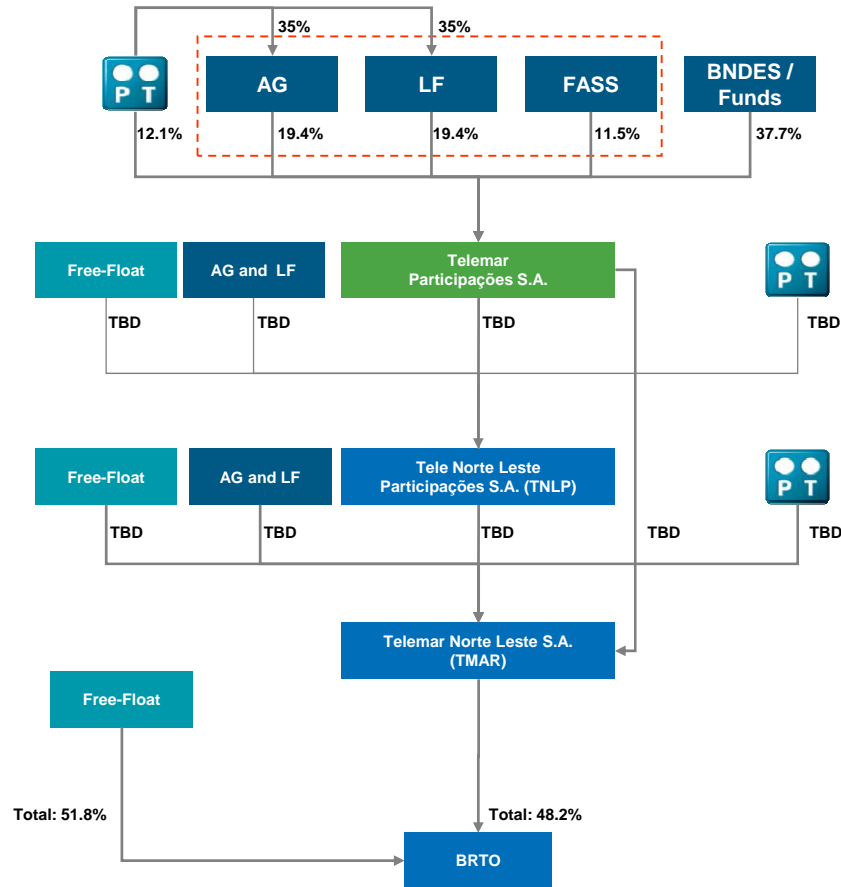 35%
35%
P T
AG
LF
FASS
BNDES /
Funds
12.1%
19.4%
19.4%
11.5%
37.7%
Free-Float
AG and LF
Telemar
Participações S.A.
P T
TBD
TBD
TBD
TBD
Free-Float
AG and LF
Tele Norte Leste
Participações S.A. (TNLP)
P T
TBD
TBD
TBD
TBD
TBD
Telemar Norte Leste S.A.
(TMAR)
Free-Float
Total: 51.8%
Total: 48.2%
BRTO